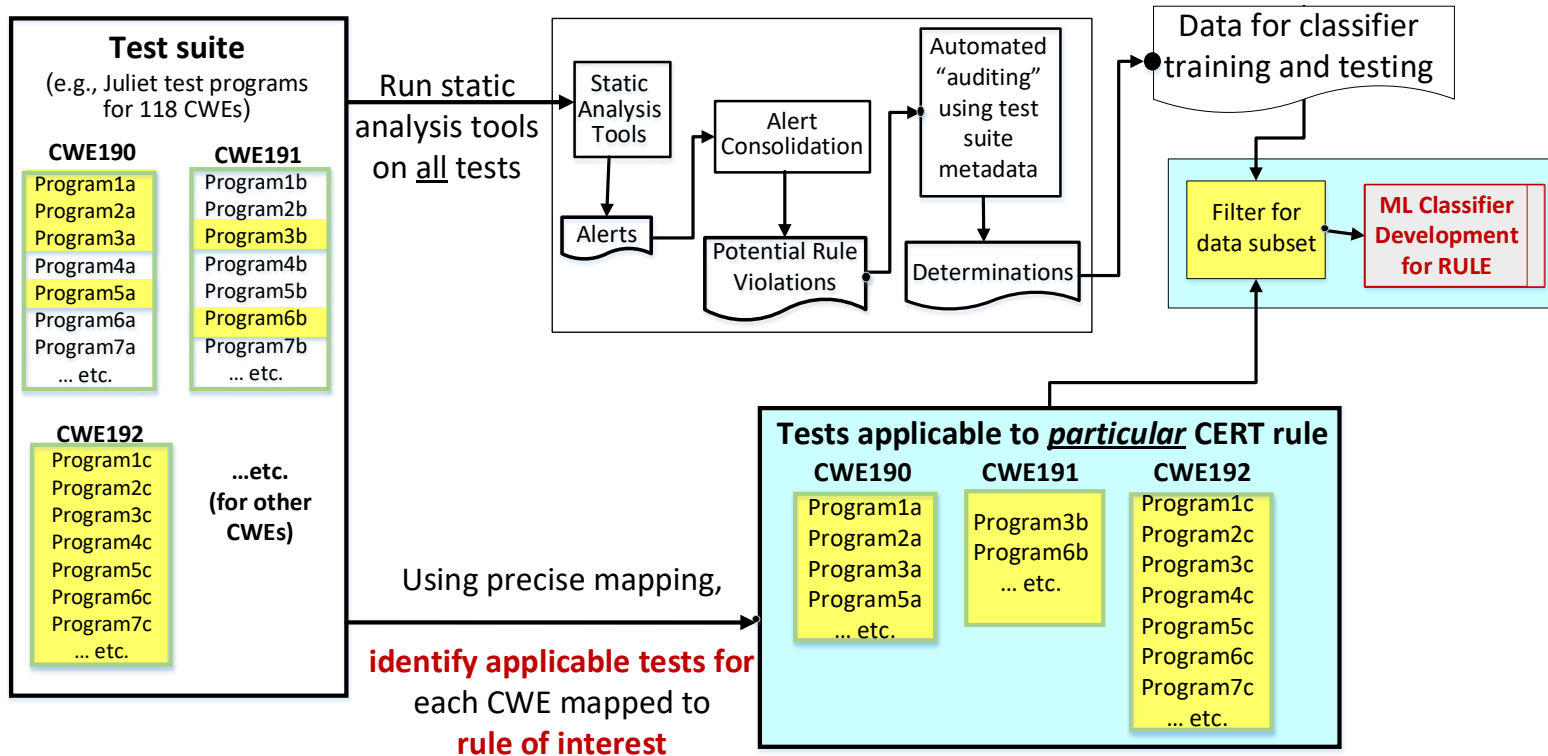 Test suite
(e.g., Juliet test programs
for 118 CWEs)
CWE190
Program1a
Program2a
Program3a
Program4a
Program5a
Program6a
Program7a
... etc.
CWE191
Program1b
Program2b
Program3b
Program4b
Program5b
Program6b
Program7b
... etc.
CWE192
Program1c
Program2c
Program3c
Program4c
Program5c
Program6c
Program7c
... etc.
...etc.
(for other
CWEs)
Run static
analysis tools
on all tests
Static
Analysis
Tools
Alerts
Alert
Consolidation
Potential Rule
Violations
Automated
“auditing”
using test
suite
metadata
Determinations
Data for classifier
training and testing
Filter for
data subset
ML Classifier
Development
for RULE
Using precise mapping,
identify applicable tests for
each CWE mapped to
rule of interest
Tests applicable to particular CERT rule
CWE190
Program1a
Program2a
Program3a
Program5a
... etc.
CWE191
Program3b
Program6b
... etc.
CWE192
Program1c
Program2c
Program3c
Program4c
Program5c
Program6c
Program7c
... etc.